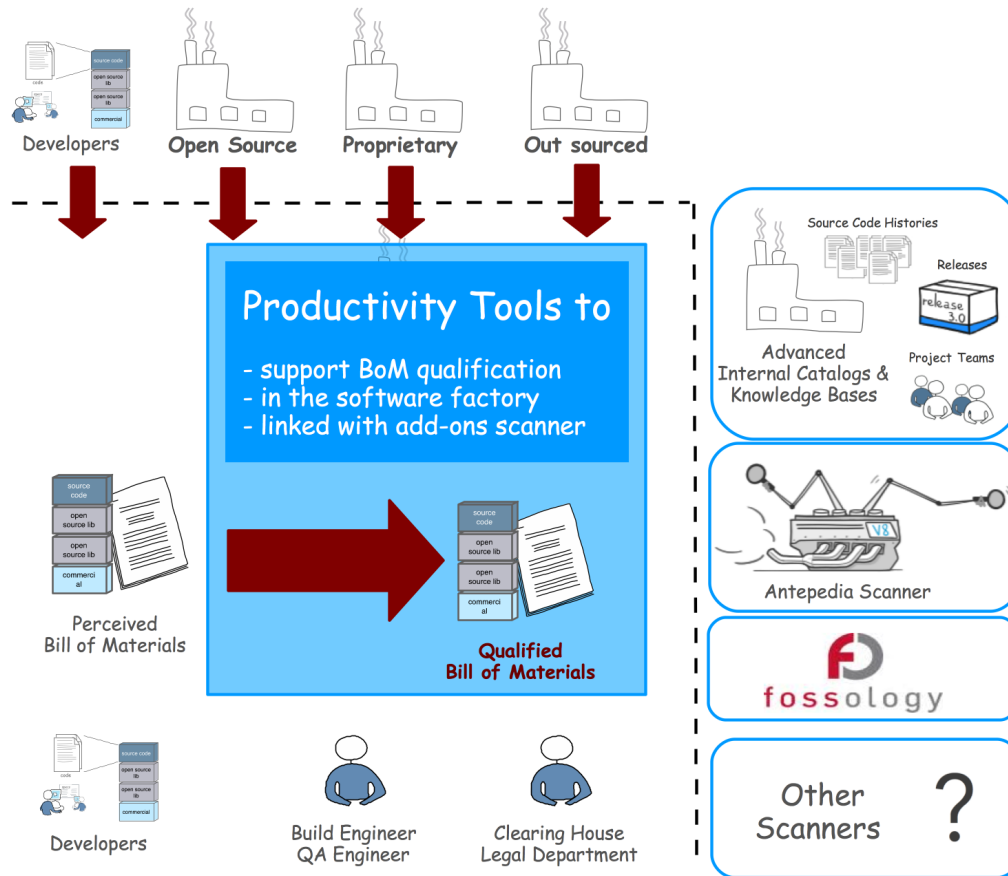 source code
open source
lib
open source
lib
commercial
code
Developers
Open Source
Proprietary
Out sourced
Productivity Tools to
- support BoM qualification
- in the software factory
- linked with add-ons scanner
source
code
open
source lib
open
source lib
commerci
al
Perceived
Bill of Materials
source
code
open
source lib
open
source lib
commerci
al
Qualified
Bill of Materials
source code
open source
lib
open source
lib
commercial
code
Developers
Build Engineer
QA Engineer
Clearing House
Legal Department
Source Code Histories
Releases
release
3.0
Advanced
Internal Catalogs &
Knowledge Bases
Project Teams
V8
Antepedia Scanner
fossology
Other
Scanners
?